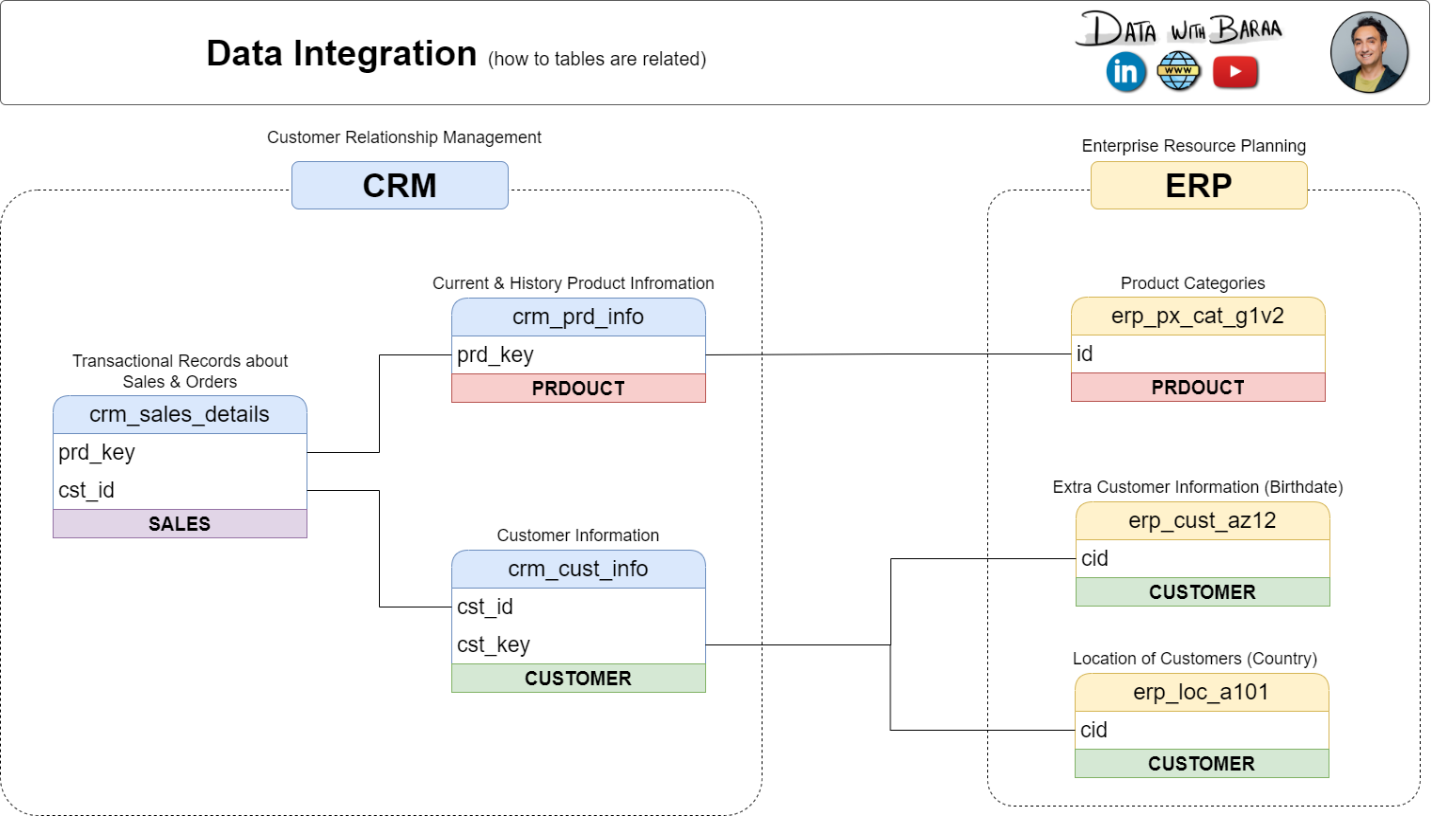 Data Integration (how to tables are related)
DATA WITH BARAA
in
WWW
Customer Relationship Management
CRM
Enterprise Resource Planning
ERP
Current & History Product Infromation
crm_prd_info
prd_key
PRDOUCT
Product Categories
erp_px_cat_g1v2
id
PRDOUCT
Transactional Records about
Sales & Orders
crm_sales_details
prd_key
cst_id
SALES
Customer Information
crm_cust_info
cst_id
cst_key
CUSTOMER
Extra Customer Information (Birthdate)
erp_cust_az12
cid
CUSTOMER
Location of Customers (Country)
erp_loc_a101
cid
CUSTOMER